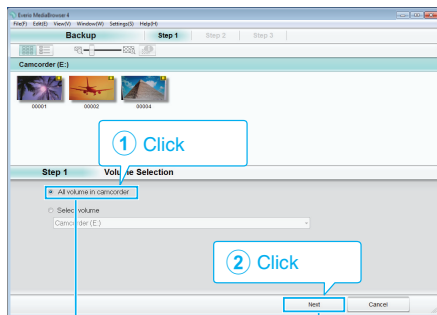 Everio MediaBrowser 4
File(F) Edit(E) View(V) Window(W) Settings(S) Help(H)
Backup Step 1 Step 2 Step 3
Camcorder (E:)
00001 00002 00004
1 Click
Step 1 Volume Selection
All volume in camcorder
Select volume
Camcorder (E:)
2 Click
Next Cancel